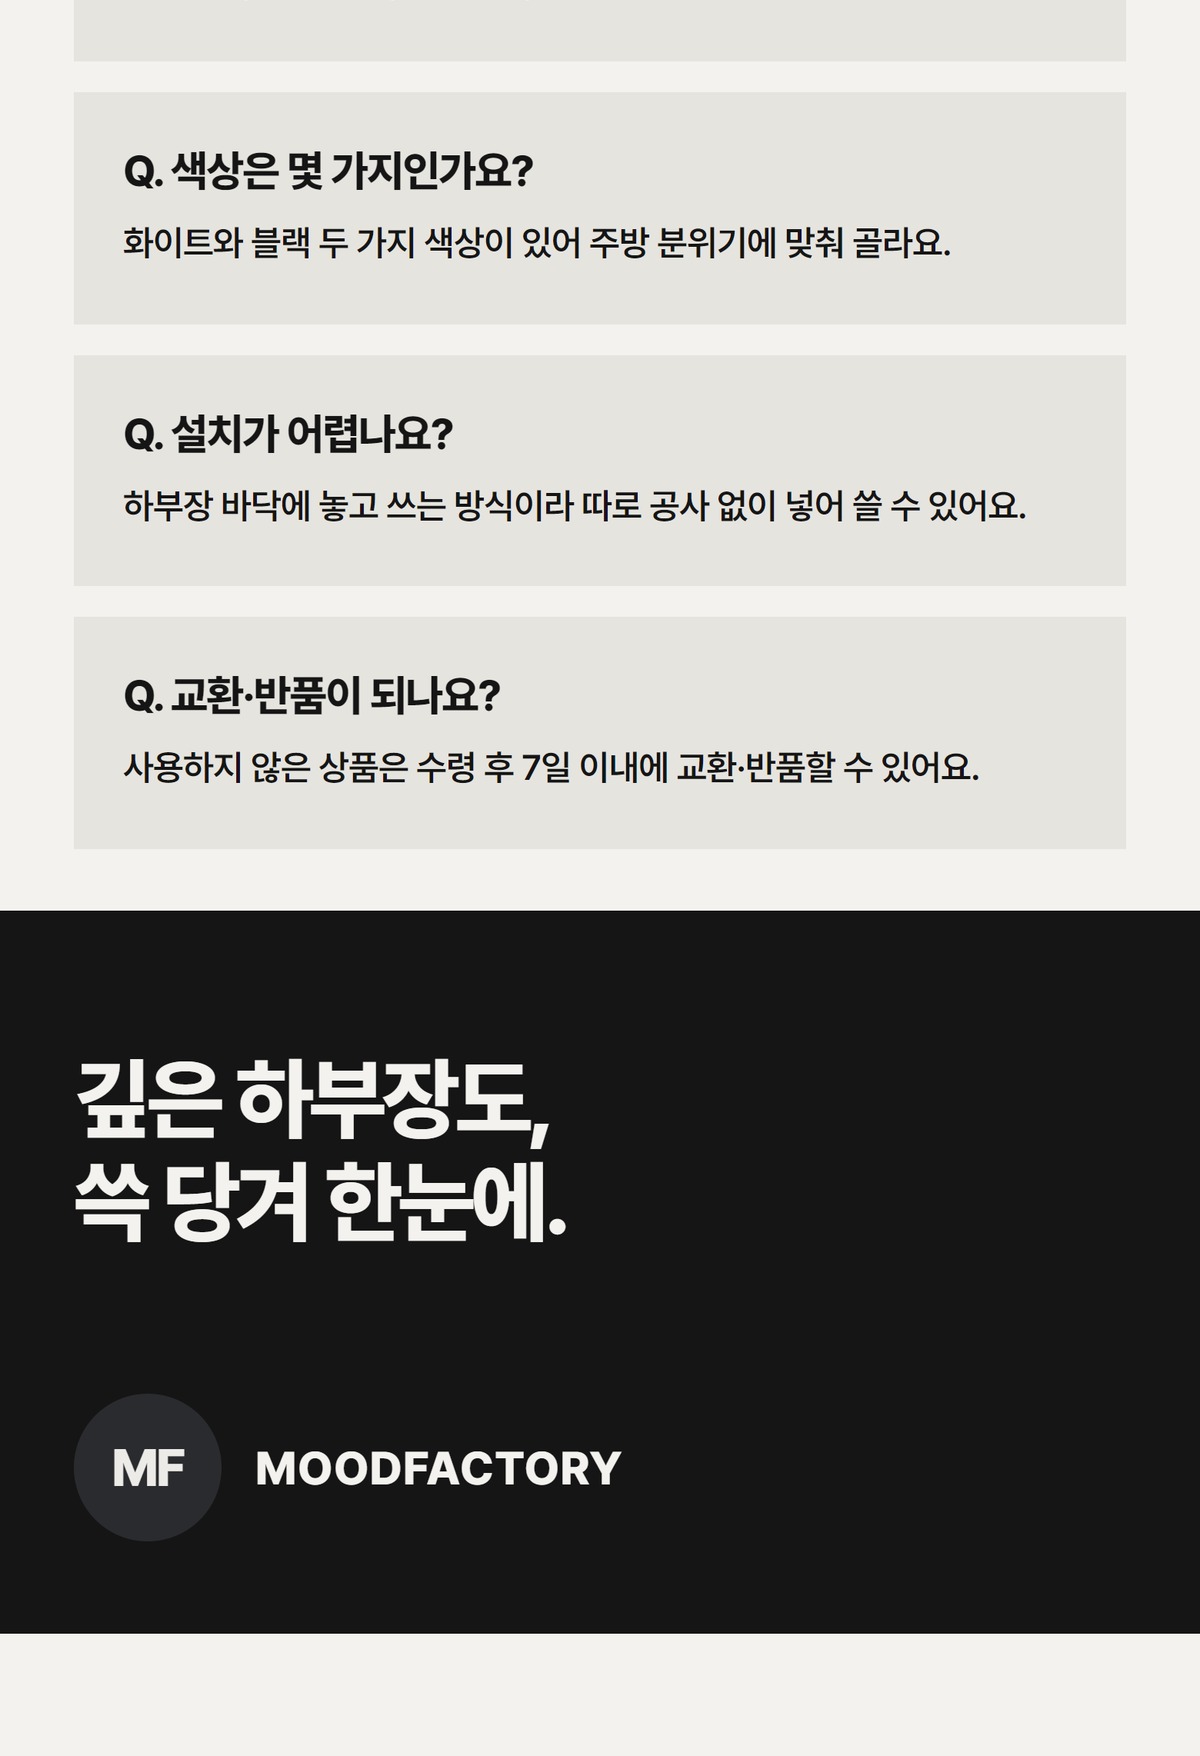 Q. 색상은 몇 가지인가요?
화이트와 블랙 두 가지 색상이 있어 주방 분위기에 맞춰 골라요.
Q. 설치가 어렵나요?
하부장 바닥에 놓고 쓰는 방식이라 따로 공사 없이 넣어 쓸 수 있어요.
Q. 교환·반품이 되나요?
사용하지 않은 상품은 수령 후 7일 이내에 교환·반품할 수 있어요.
깊은 하부장도,
쓱 당겨 한눈에.
MF
MOODFACTORY